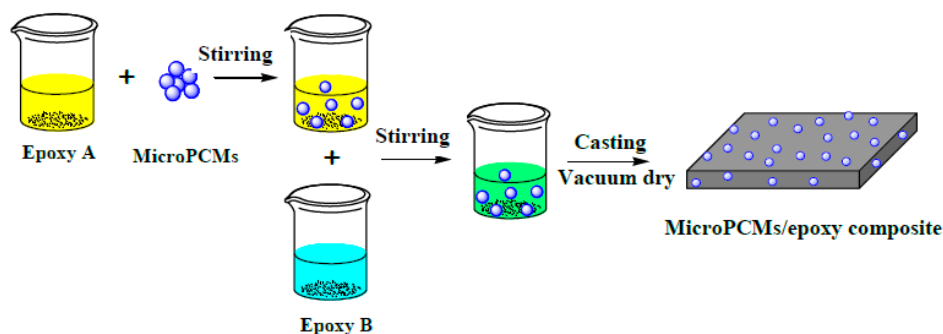 Epoxy A
+
MicroPCMs
Stirring
+
Epoxy B
Stirring
Casting
Vacuum dry
MicroPCMs/epoxy composite